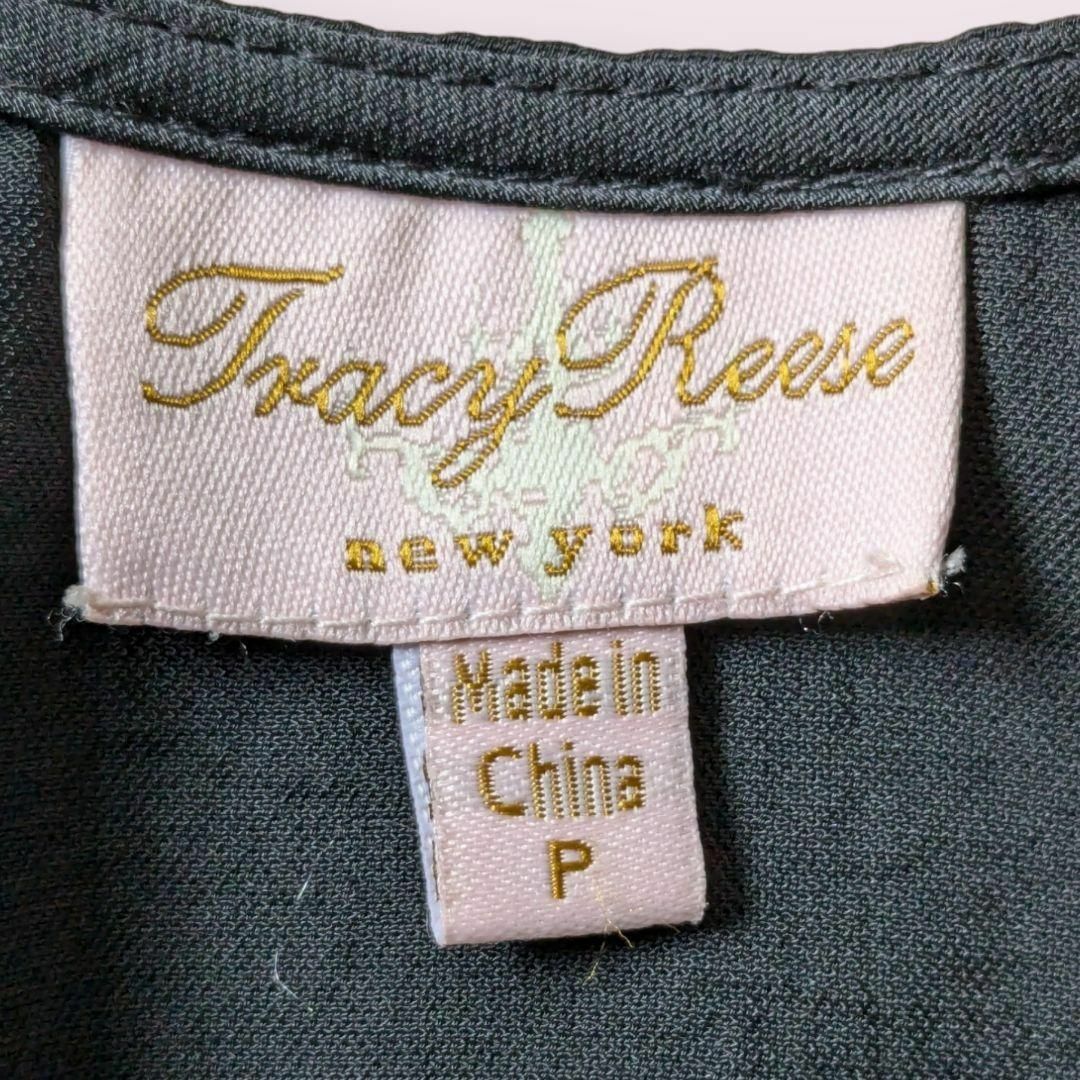 Tracy Reese
new york
Made in
China
P